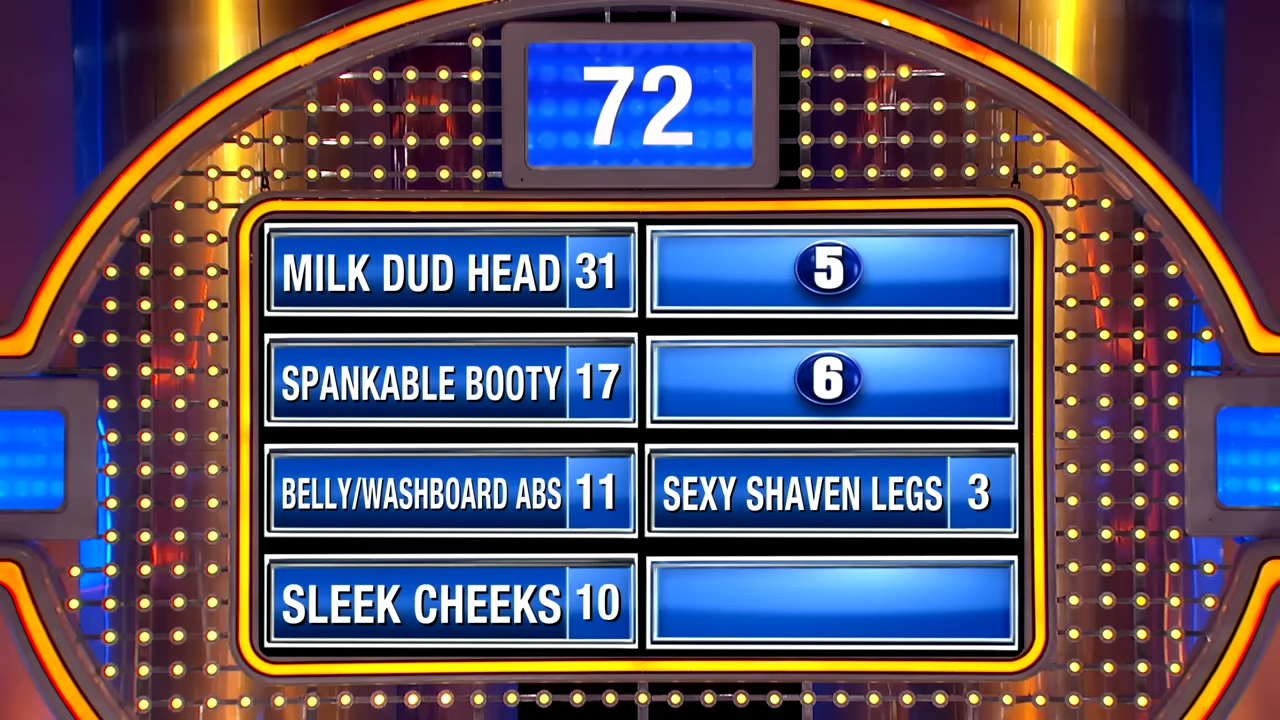 72
MILK DUD HEAD 31
SPANKABLE BOOTY 17
BELLY/WASHBOARD ABS 11
SLEEK CHEEKS 10
5
6
SEXY SHAVEN LEGS 3